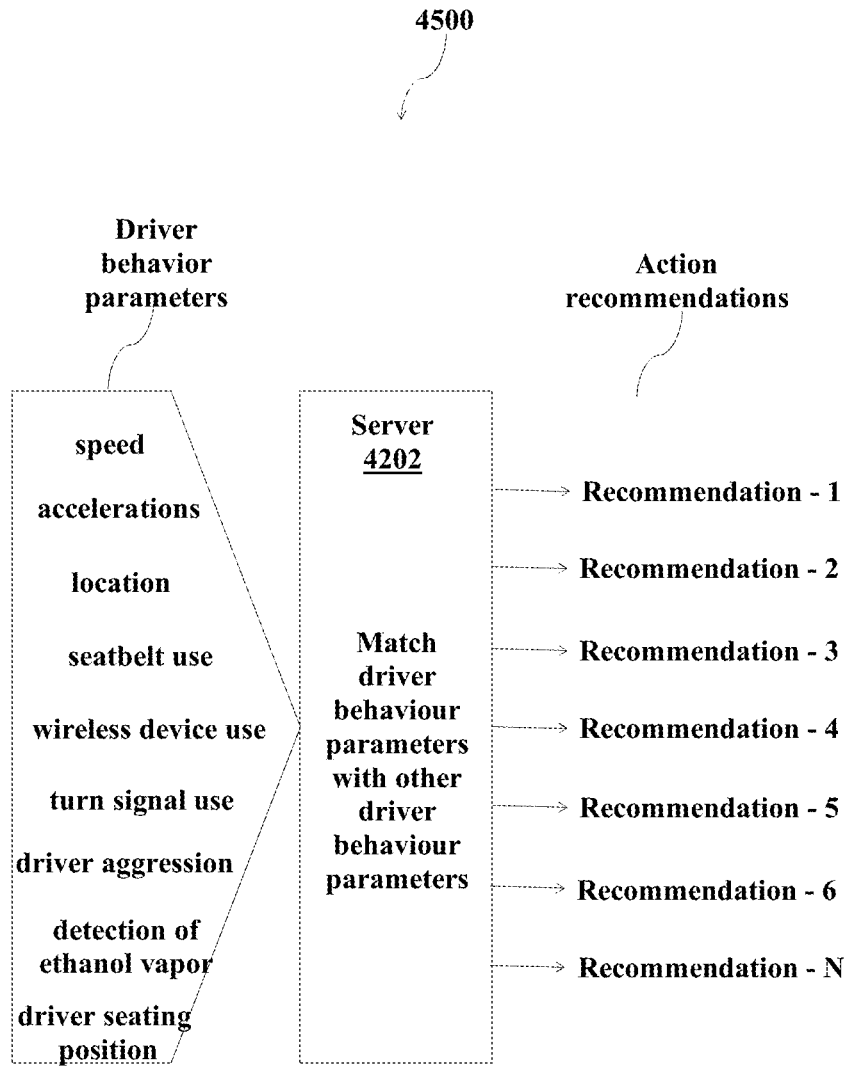 4500
Driver
behavior
parameters
Action
recommendations
speed
accelerations
location
seatbelt use
wireless device use
turn signal use
driver aggression
detection of
ethanol vapor
driver seating
position
Server
4202
Match
driver
behaviour
parameters
with other
driver
behaviour
parameters
Recommendation - 1
Recommendation - 2
Recommendation - 3
Recommendation - 4
Recommendation - 5
Recommendation - 6
Recommendation - N